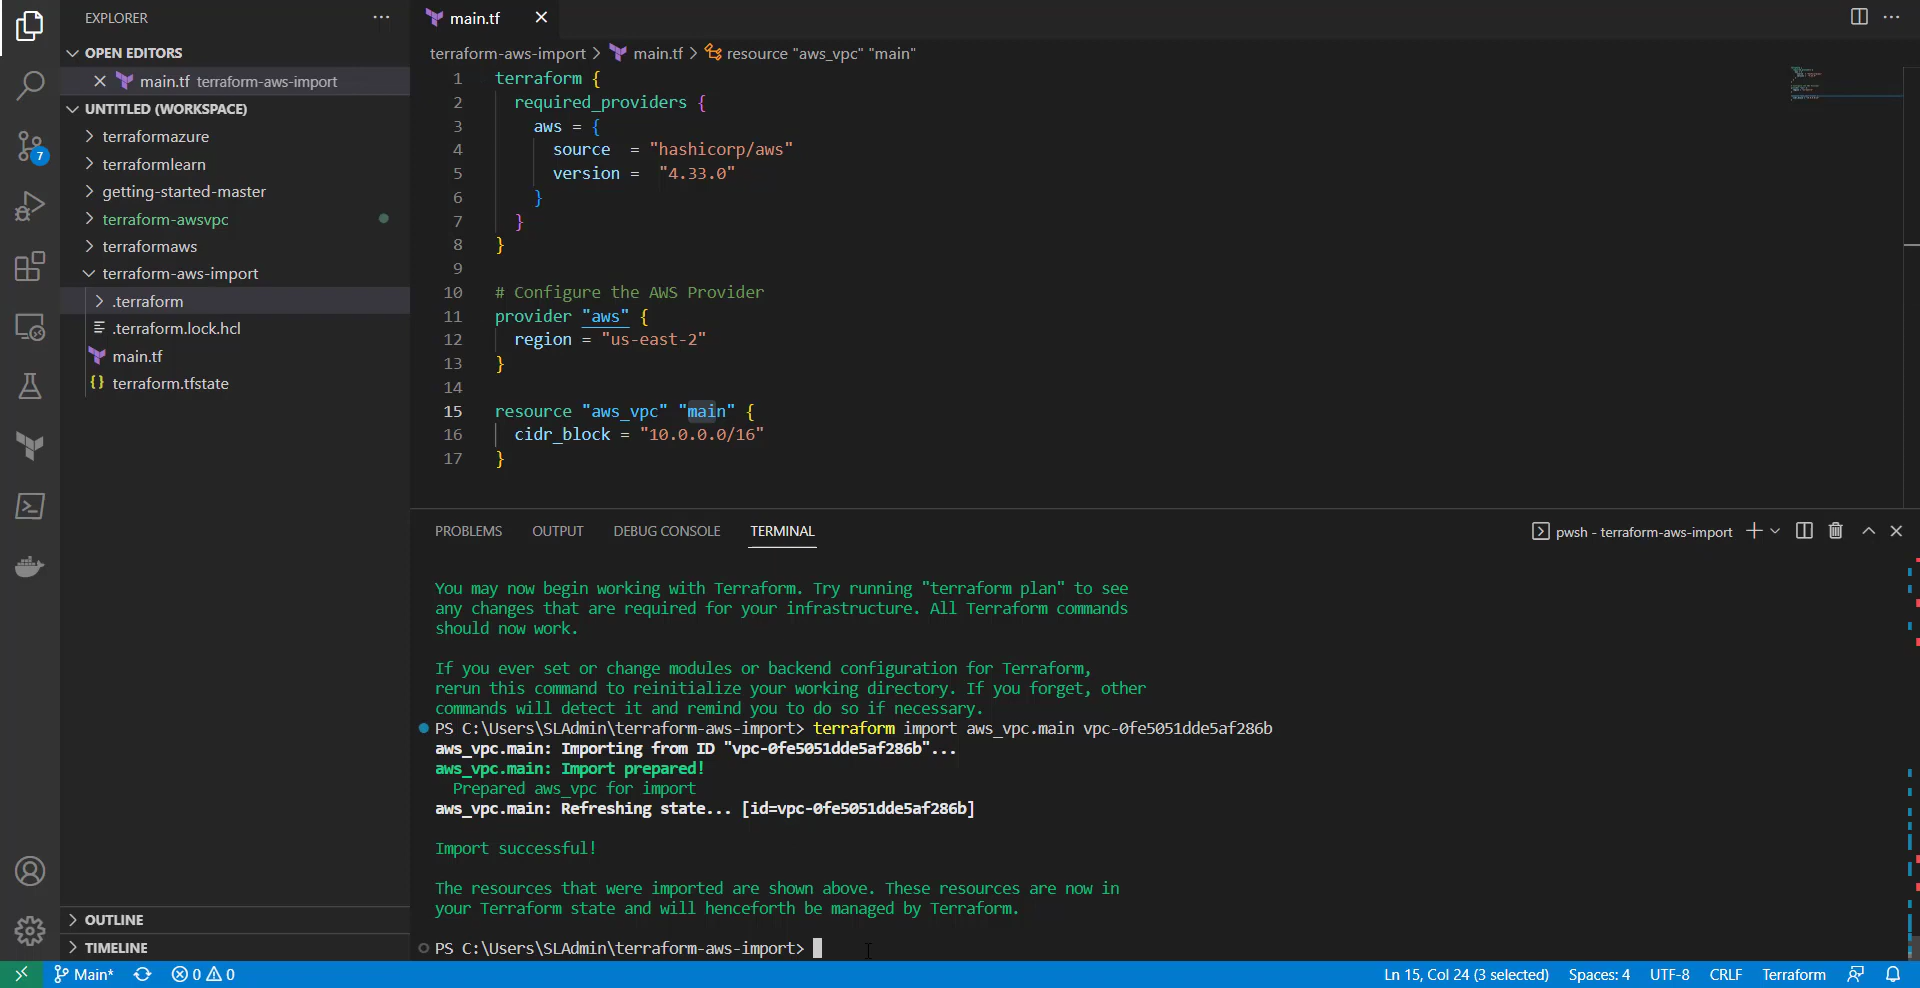 EXPLORER
OPEN EDITORS
main.tf terraform-aws-import
UNTITLED (WORKSPACE)
terraformazure
terraformlearn
getting-started-master
terraform-awsvpc
terraformaws
terraform-aws-import
.terraform
.terraform.lock.hcl
main.tf
terraform.tfstate
OUTLINE
TIMELINE
7
main.tf
terraform-aws-import > main.tf > resource "aws_vpc" "main"
1 terraform {
2 required_providers {
3 aws = {
4 source = "hashicorp/aws"
5 version = "4.33.0"
6 }
7 }
8 }
9
10 # Configure the AWS Provider
11 provider "aws" {
12 region = "us-east-2"
13 }
14
15 resource "aws_vpc" "main" {
16 cidr_block = "10.0.0.0/16"
17 }
PROBLEMS OUTPUT DEBUG CONSOLE TERMINAL
pwsh - terraform-aws-import
You may now begin working with Terraform. Try running "terraform plan" to see
any changes that are required for your infrastructure. All Terraform commands
should now work.
If you ever set or change modules or backend configuration for Terraform,
rerun this command to reinitialize your working directory. If you forget, other
commands will detect it and remind you to do so if necessary.
PS C:\Users\SLAdmin\terraform-aws-import> terraform import aws_vpc.main vpc-0fe5051dde5af286b
aws_vpc.main: Importing from ID "vpc-0fe5051dde5af286b"...
aws_vpc.main: Import prepared!
Prepared aws_vpc for import
aws_vpc.main: Refreshing state... [id=vpc-0fe5051dde5af286b]
Import successful!
The resources that were imported are shown above. These resources are now in
your Terraform state and will henceforth be managed by Terraform.
PS C:\Users\SLAdmin\terraform-aws-import>
Main* 0 0 Ln 15, Col 24 (3 selected) Spaces: 4 UTF-8 CRLF Terraform